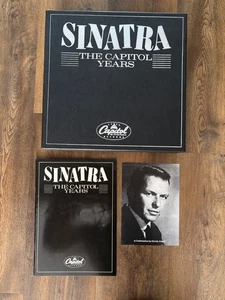 SINATRA
THE CAPITOL
YEARS
Capitol
SINATRA
THE CAPITOL
YEARS
Capitol